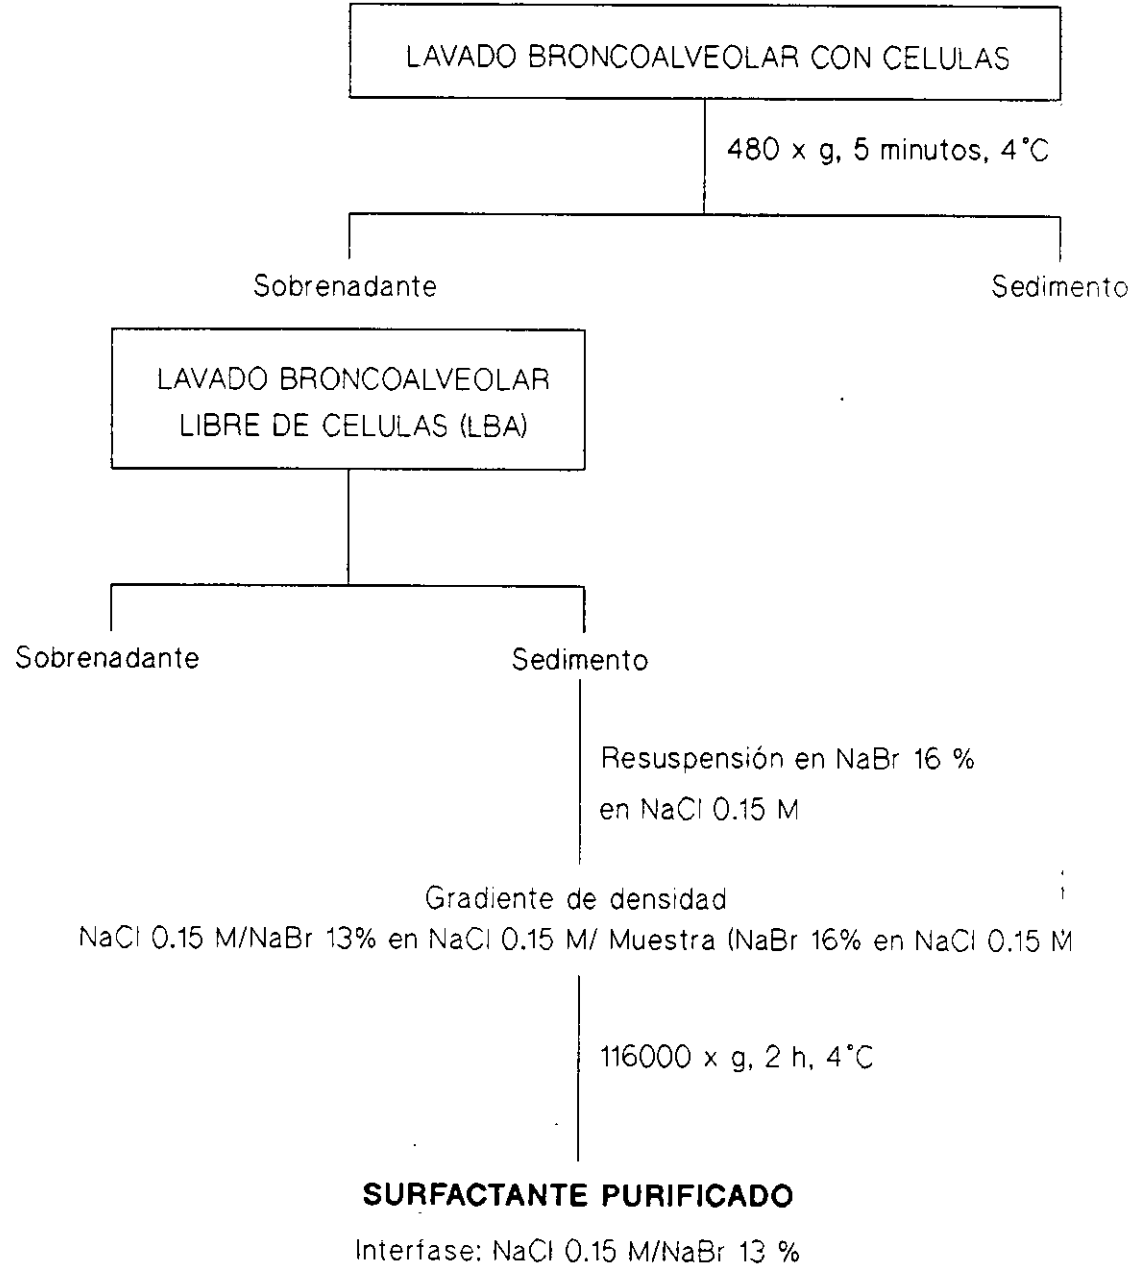 LAVADO BRONCOALVEOLAR CON CELULAS
480 x g, 5 minutos, 4°C
Sobrenadante
Sedimento
LAVADO BRONCOALVEOLAR
LIBRE DE CELULAS (LBA)
Sobrenadante
Sedimento
Resuspensión en NaBr 16 %
en NaCl 0.15 M
Gradiente de densidad
NaCl 0.15 M/NaBr 13% en NaCl 0.15 M/ Muestra (NaBr 16% en NaCl 0.15 M
116000 x g, 2 h, 4°C
SURFACTANTE PURIFICADO
Interfase: NaCl 0.15 M/NaBr 13 %